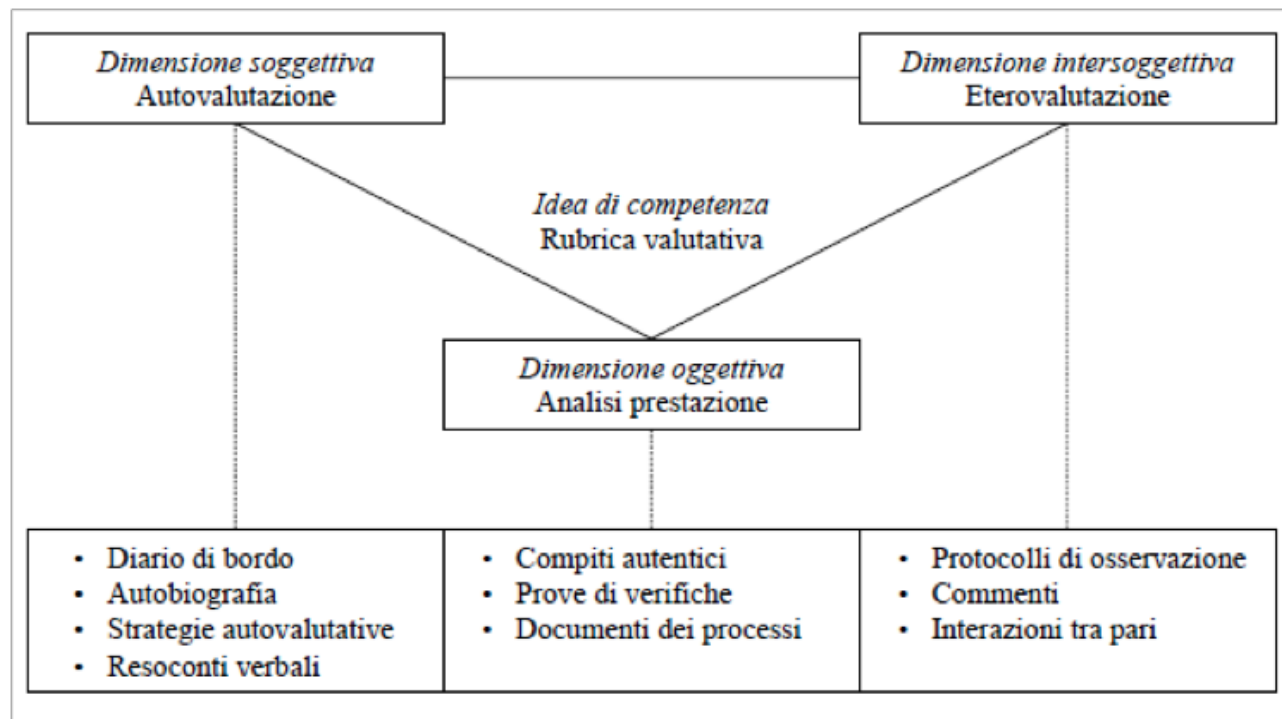 Dimensione soggettiva
Autovalutazione
Dimensione intersoggettiva
Eterovalutazione
Idea di competenza
Rubrica valutativa
Dimensione oggettiva
Analisi prestazione
• Diario di bordo
• Autobiografia
• Strategie autovalutative
• Resoconti verbali
• Compiti autentici
• Prove di verifiche
• Documenti dei processi
• Protocolli di osservazione
• Commenti
• Interazioni tra pari